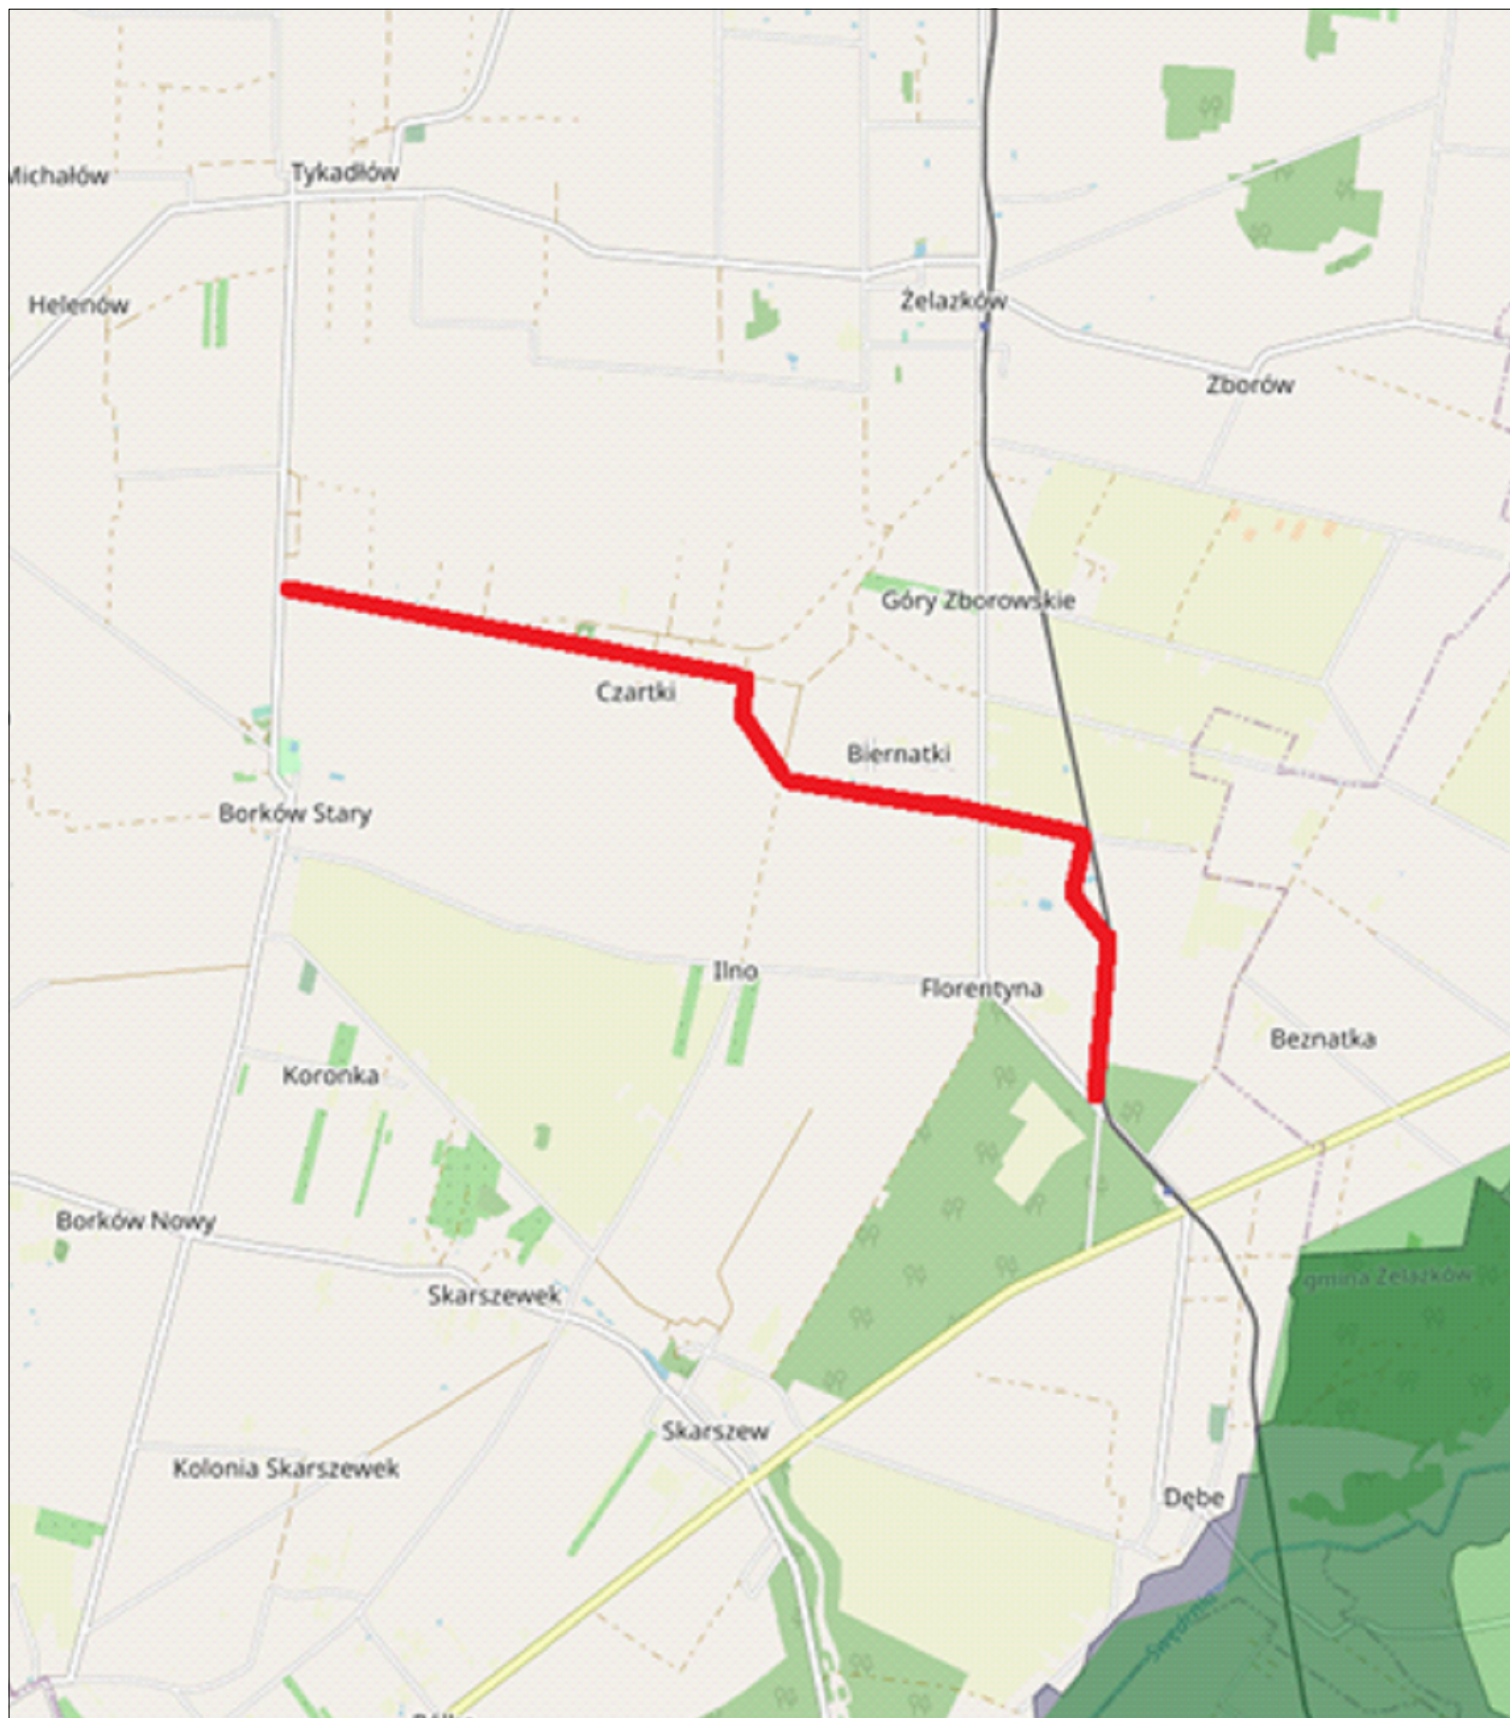 Tykadłów
Michałów
Helenów
Żelazków
Zborów
Góry Zborowskie
Czartki
Biernatki
Borków Stary
Ilno
Florentyna
Beznatka
Koronka
Borków Nowy
gmina Żelazków
Skarszewek
Skarszew
Kolonia Skarszewek
Dębe
Swędrnia